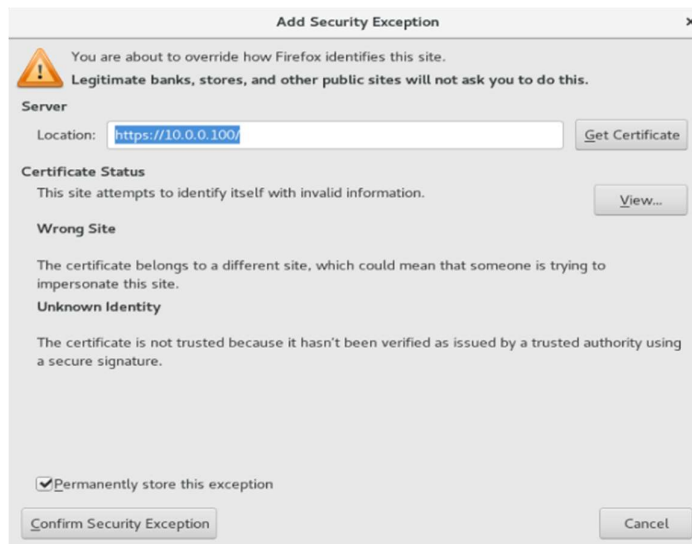 Add Security Exception
You are about to override how Firefox identifies this site.
Legitimate banks, stores, and other public sites will not ask you to do this.
Server
Location: https://10.0.0.100/ Get Certificate
Certificate Status
This site attempts to identify itself with invalid information.
View...
Wrong Site
The certificate belongs to a different site, which could mean that someone is trying to
impersonate this site.
Unknown Identity
The certificate is not trusted because it hasn't been verified as issued by a trusted authority using
a secure signature.
Permanently store this exception
Confirm Security Exception Cancel